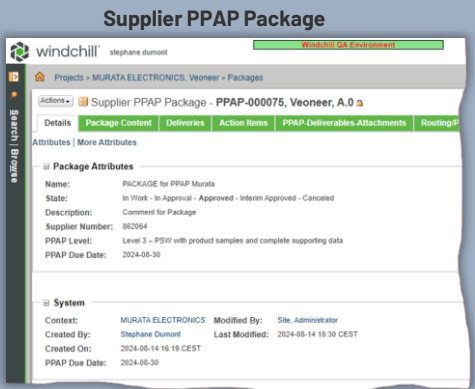 Supplier PPAP Package
windchill® stephane.dumont
Windchill QA Environment
Projects » MURATA ELECTRONICS, Veoneer » Packages
Actions Supplier PPAP Package - PPAP-000075, Veoneer, A.0
Details Package Content Deliveries Action Items PPAP-Deliverables-Attachments Routing/P
Attributes | More Attributes
Search | Browse
Package Attributes
Name: PACKAGE for PPAP Murata
State: In Work - In Approval - Approved - Interim Approved - Canceled
Description: Comment for Package
Supplier Number: 862064
PPAP Level: Level 3 – PSW with product samples and complete supporting data
PPAP Due Date: 2024-08-30
System
Context: MURATA ELECTRONICS Modified By: Site, Administrator
Created By: Stephane Dumont Last Modified: 2024-08-14 16:30 CEST
Created On: 2024-08-14 16:19 CEST
PPAP Due Date: 2024-08-30